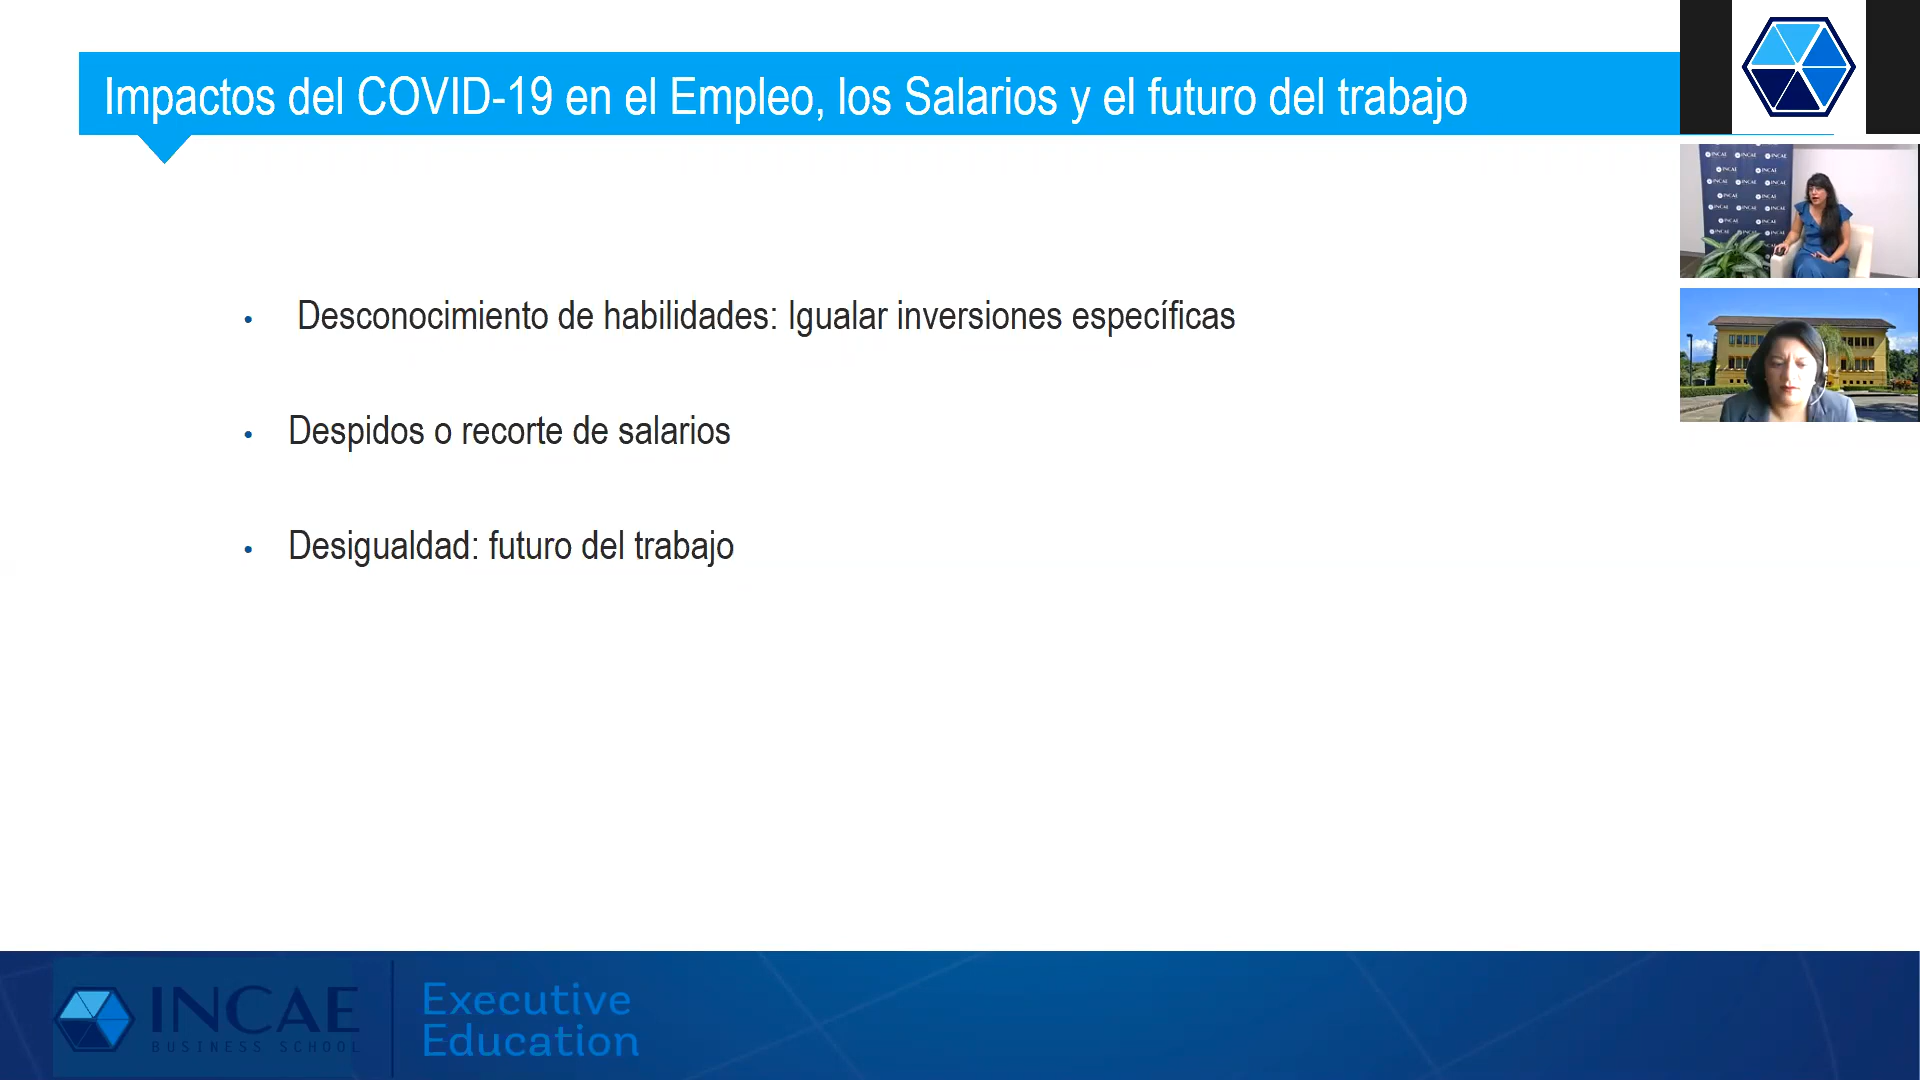 Impactos del COVID-19 en el Empleo, los Salarios y el futuro del trabajo
• Desconocimiento de habilidades: Igualar inversiones específicas
• Despidos o recorte de salarios
• Desigualdad: futuro del trabajo
INCAE
BUSINESS SCHOOL
Executive
Education